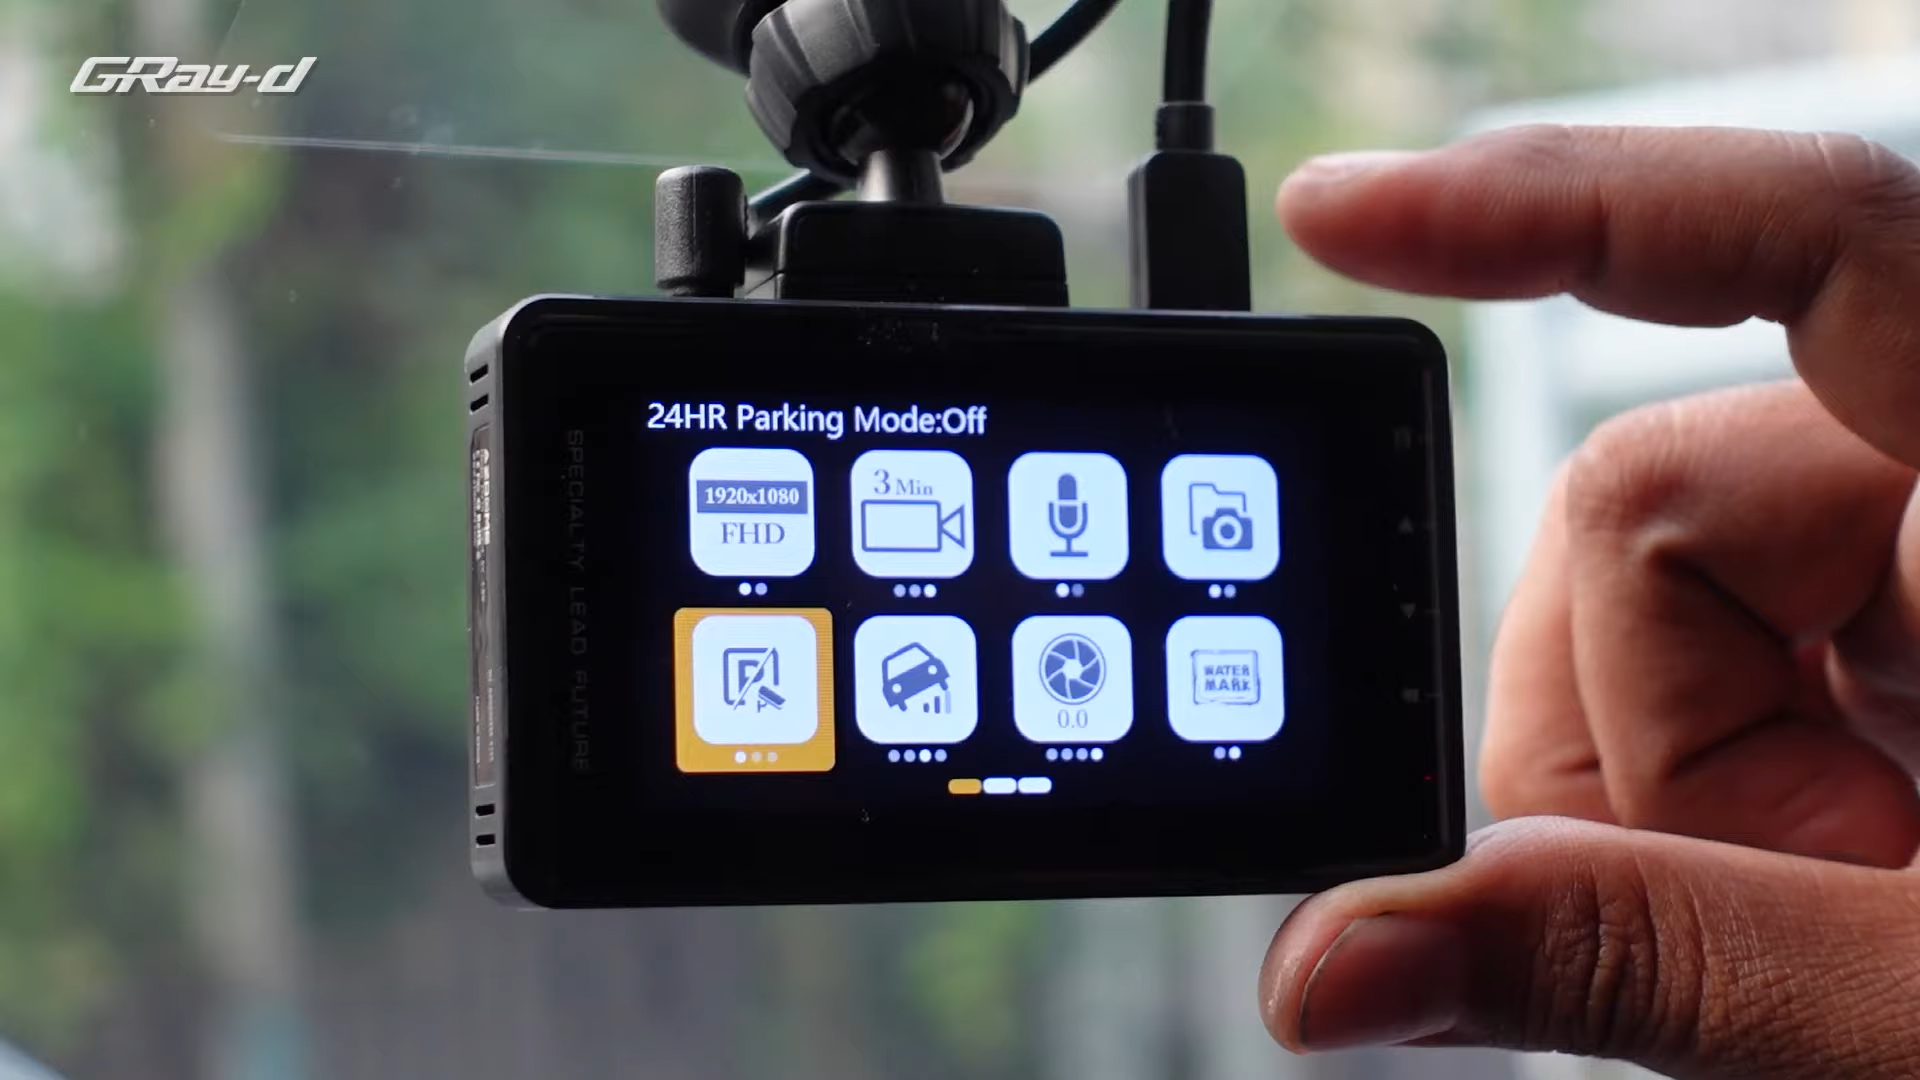 GRay-d
24HR Parking Mode:Off
1920x1080
FHD
3 Min
P
P
0.0
WATER
MARK
SPECIALTY LEAD FUTURE